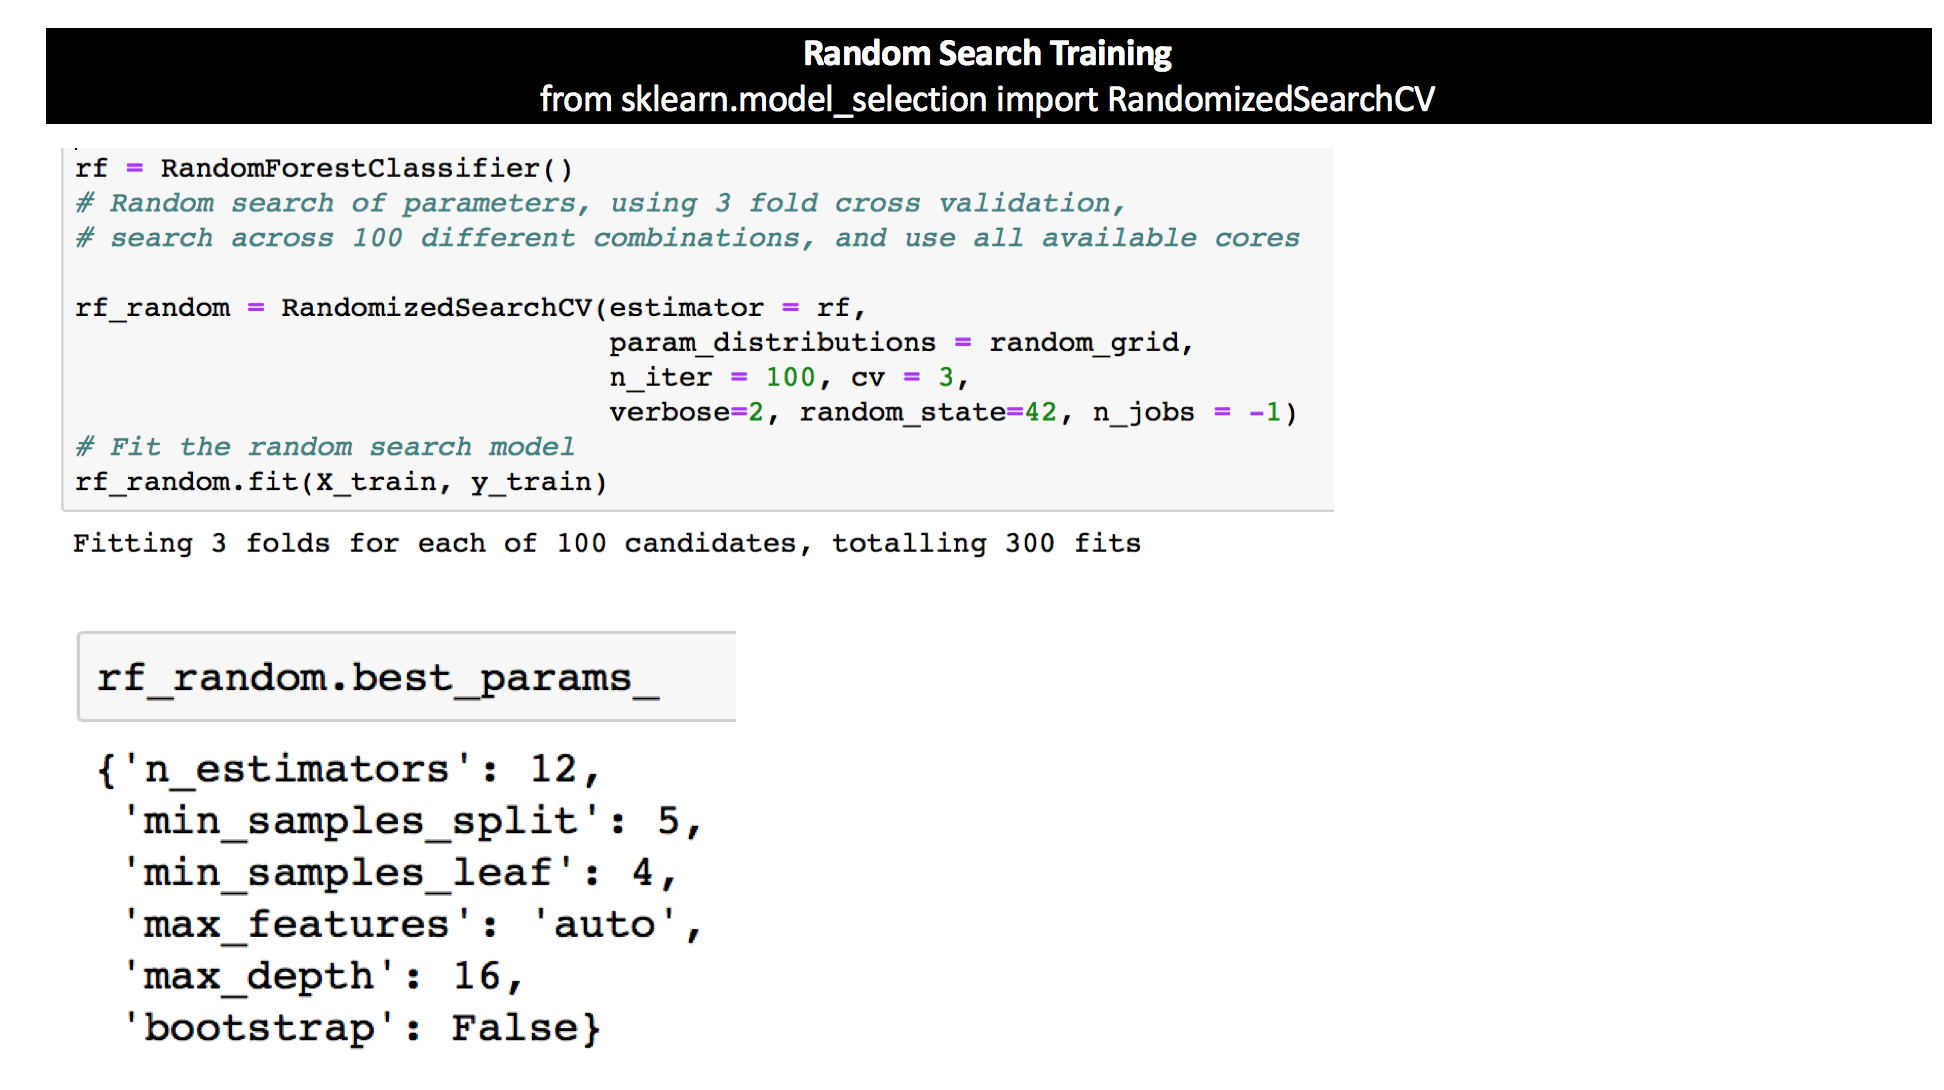 Random Search Training
from sklearn.model_selection import RandomizedSearchCV
rf = RandomForestClassifier()
# Random search of parameters, using 3 fold cross validation,
# search across 100 different combinations, and use all available cores
rf_random = RandomizedSearchCV(estimator = rf,
param_distributions = random_grid,
n_iter = 100, cv = 3,
verbose=2, random_state=42, n_jobs = -1)
# Fit the random search model
rf_random.fit(X_train, y_train)
Fitting 3 folds for each of 100 candidates, totalling 300 fits
rf_random.best_params_
{'n_estimators': 12,
'min_samples_split': 5,
'min_samples_leaf': 4,
'max_features': 'auto',
'max_depth': 16,
'bootstrap': False}